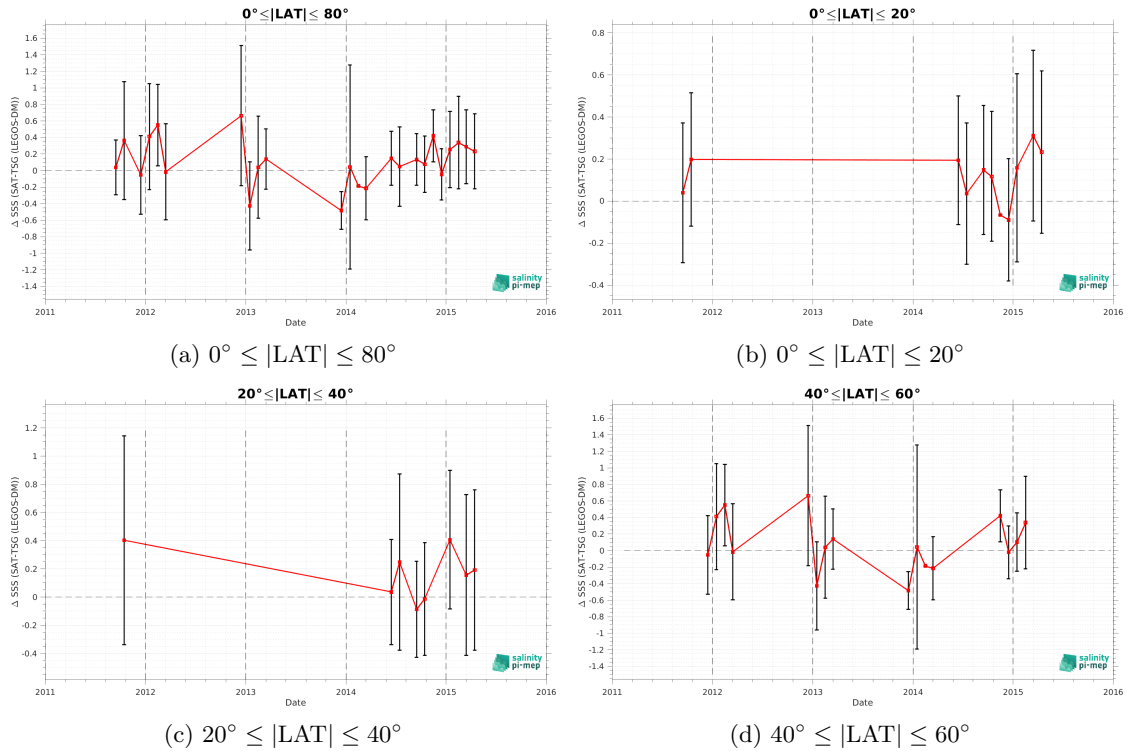 0°≤|LAT|≤ 80°
Δ SSS (SAT-TSG (LEGOS-DM))
1.6
1.4
1.2
1
0.8
0.6
0.4
0.2
0
-0.2
-0.4
-0.6
-0.8
-1
-1.2
-1.4
salinity
pi-mep
2011 2012 2013 2014 2015 2016
Date
(a) 0° ≤ |LAT| ≤ 80°
0°≤|LAT|≤ 20°
Δ SSS (SAT-TSG (LEGOS-DM))
0.8
0.6
0.4
0.2
0
-0.2
-0.4
salinity
pi-mep
2011 2012 2013 2014 2015 2016
Date
(b) 0° ≤ |LAT| ≤ 20°
20°≤|LAT|≤ 40°
Δ SSS (SAT-TSG (LEGOS-DM))
1.2
1
0.8
0.6
0.4
0.2
0
-0.2
-0.4
salinity
pi-mep
2011 2012 2013 2014 2015 2016
Date
(c) 20° ≤ |LAT| ≤ 40°
40°≤|LAT|≤ 60°
Δ SSS (SAT-TSG (LEGOS-DM))
1.6
1.4
1.2
1
0.8
0.6
0.4
0.2
0
-0.2
-0.4
-0.6
-0.8
-1
-1.2
-1.4
salinity
pi-mep
2011 2012 2013 2014 2015 2016
Date
(d) 40° ≤ |LAT| ≤ 60°